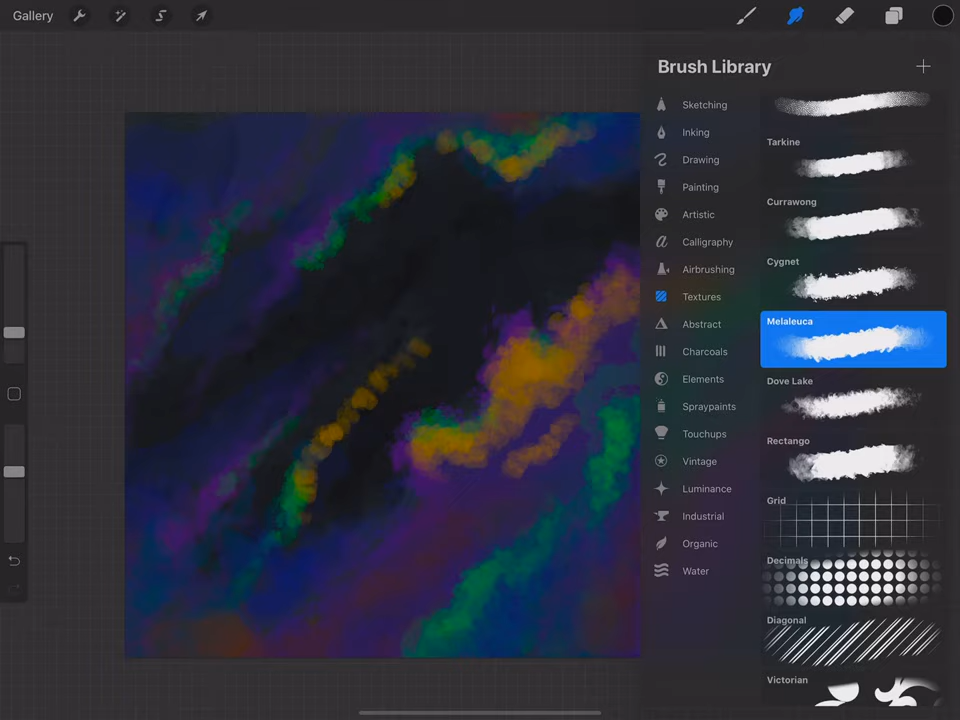 Gallery
Brush Library
Sketching
Inking
Drawing
Painting
Artistic
Calligraphy
Airbrushing
Textures
Abstract
Charcoals
Elements
Spraypaints
Touchups
Vintage
Luminance
Industrial
Organic
Water
Tarkine
Currawong
Cygnet
Melaleuca
Dove Lake
Rectango
Grid
Decimals
Diagonal
Victorian